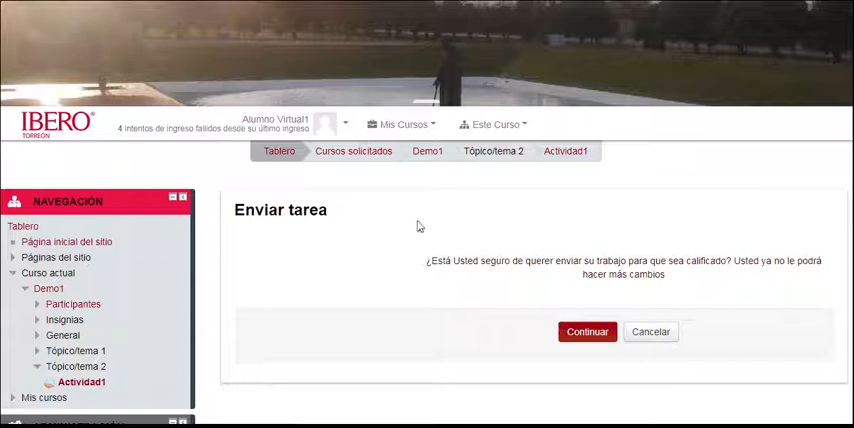 IBERO®
TORREÓN
Alumno Virtual1
4 intentos de ingreso fallidos desde su último ingreso
Mis Cursos
Este Curso
Tablero
Cursos solicitados
Demo1
Tópico/tema 2
Actividad1
NAVEGACIÓN
Tablero
Página inicial del sitio
Páginas del sitio
Curso actual
Demo1
Participantes
Insignias
General
Tópico/tema 1
Tópico/tema 2
Actividad1
Mis cursos
Enviar tarea
¿Está Usted seguro de querer enviar su trabajo para que sea calificado? Usted ya no le podrá
hacer más cambios
Continuar
Cancelar